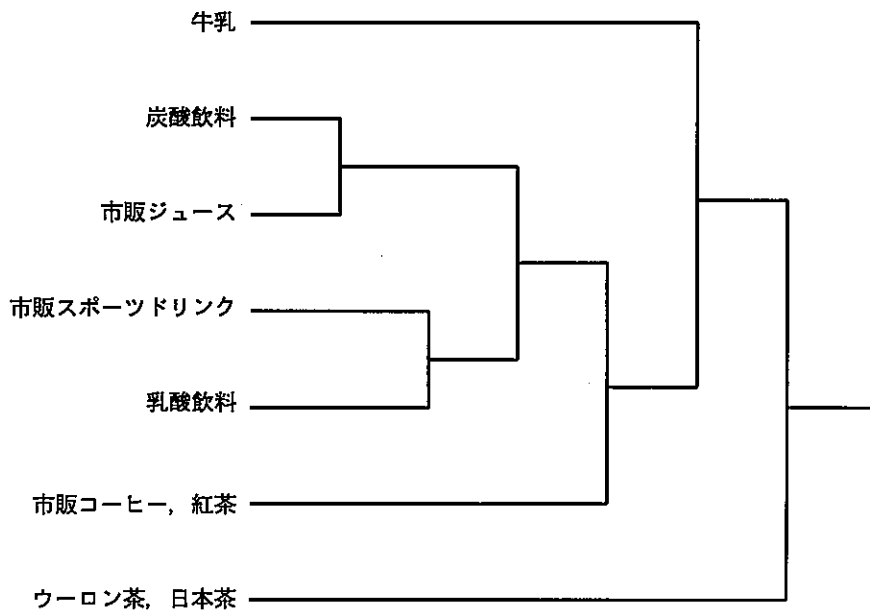 牛乳
炭酸飲料
市販ジュース
市販スポーツドリンク
乳酸飲料
市販コーヒー，紅茶
ウーロン茶，日本茶